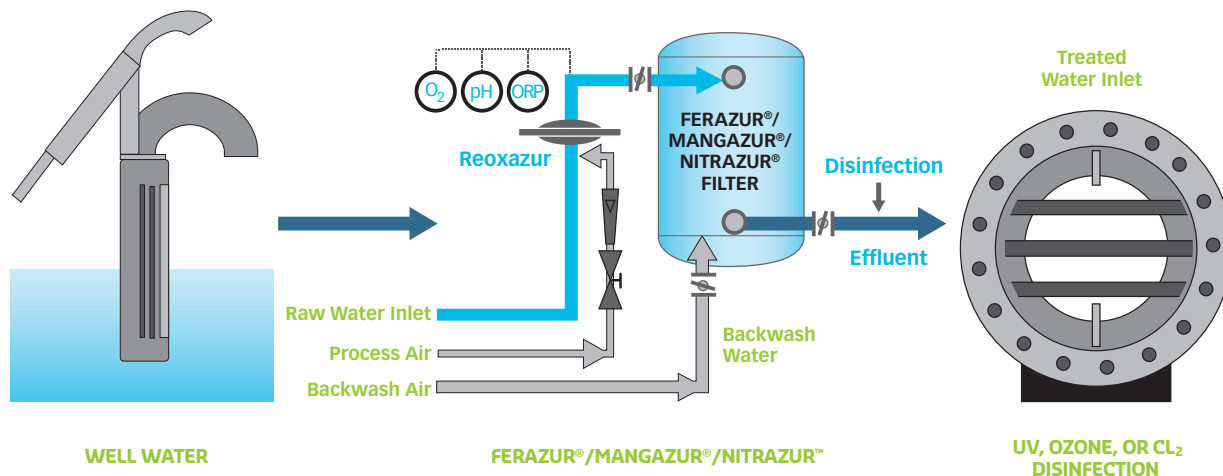 O2
pH
ORP
Reoxazur
Raw Water Inlet
Process Air
Backwash Air
FERAZUR®/
MANGAZUR®/
NITRAZUR®
FILTER
Backwash
Water
Disinfection
Effluent
Treated
Water Inlet
WELL WATER
FERAZUR®/MANGAZUR®/NITRAZUR™
UV, OZONE, OR CL2
DISINFECTION